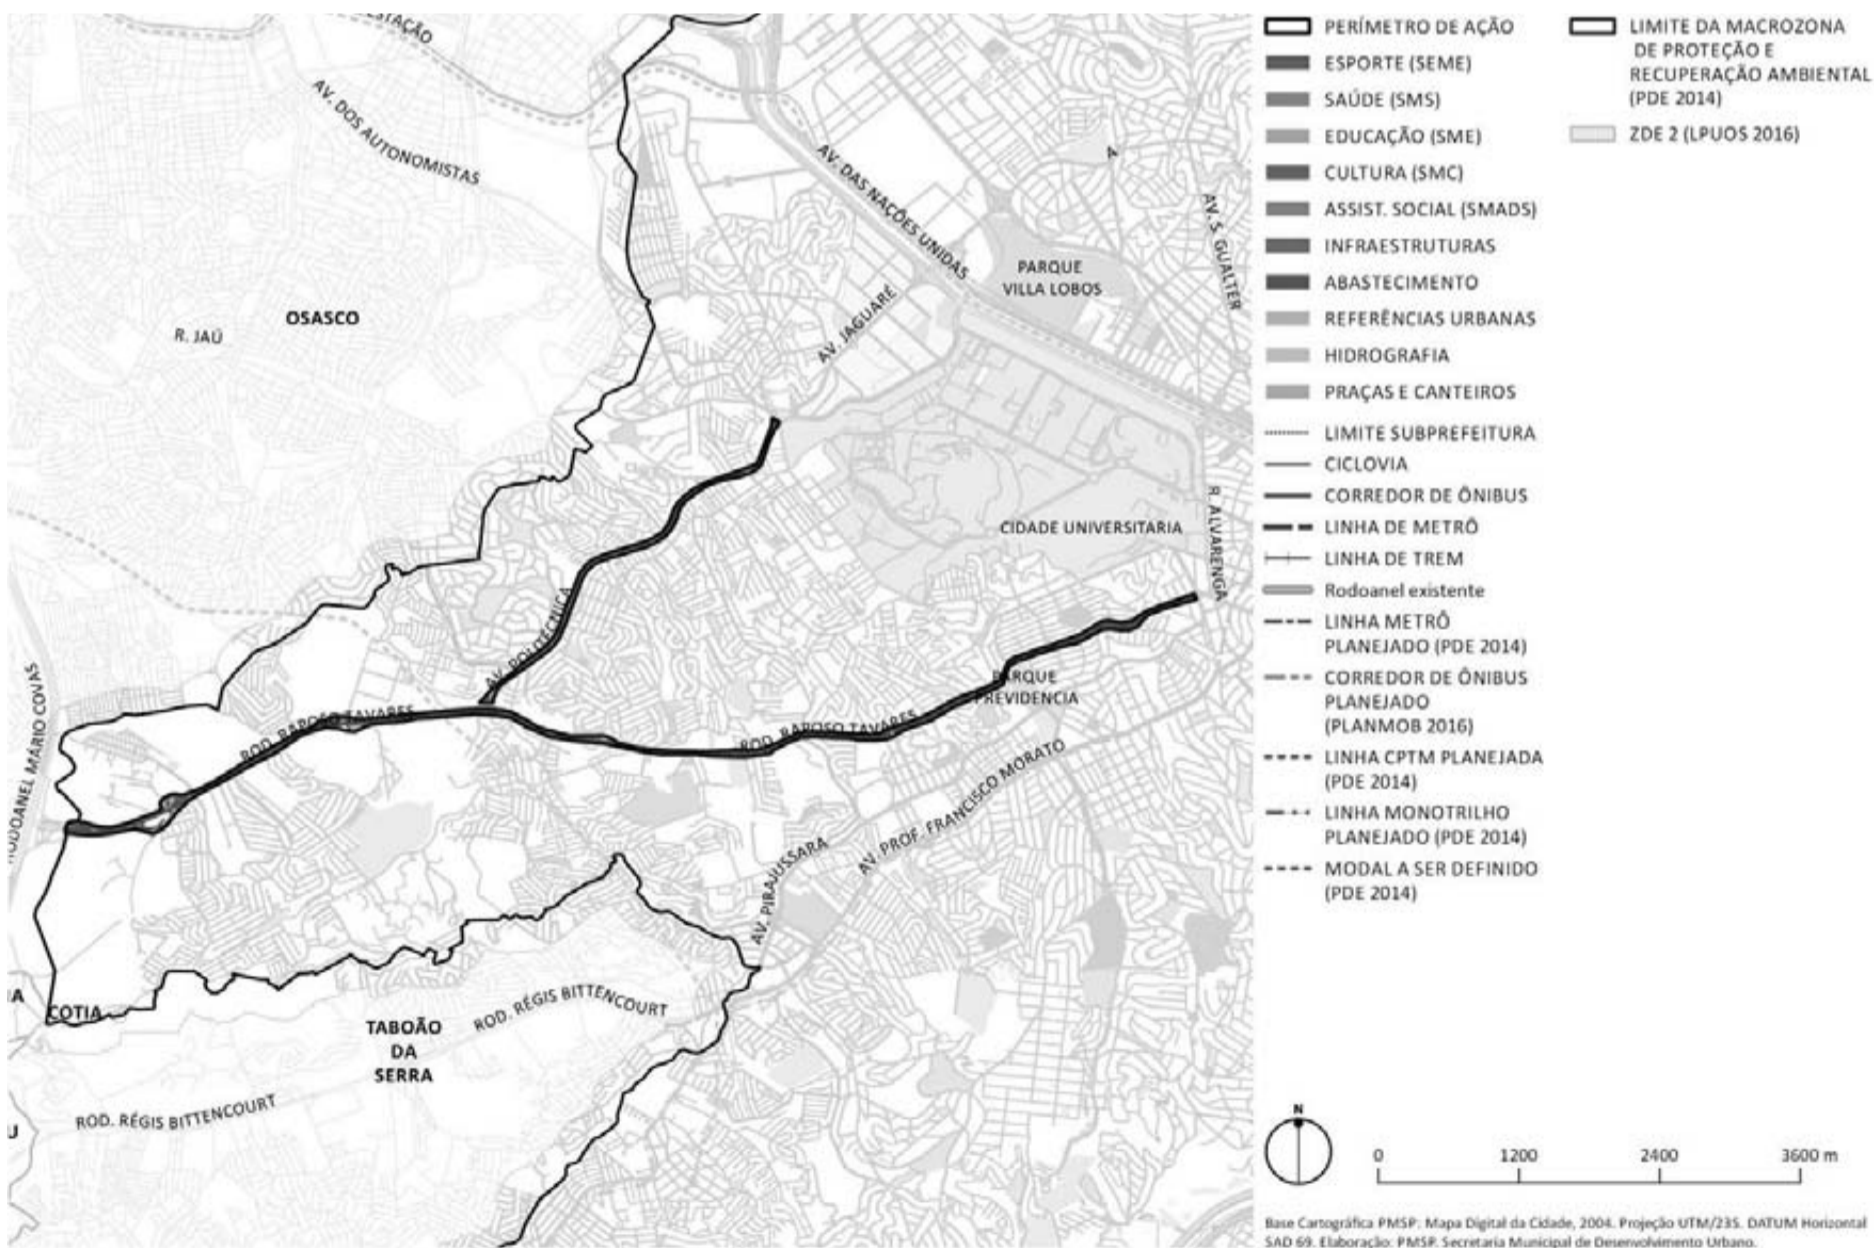 STAÇÃO
AV. DOS AUTONOMISTAS
AV. DAS NAÇÕES UNIDAS
A
AV. S. GUALTER
PARQUE
VILLA LOBOS
AV. JAGUARÉ
OSASCO
R. JAÚ
CIDADE UNIVERSITARIA
R. ALVARENGA
AV. POLITÉCNICA
PARQUE
PREVIDENCIA
ROD. RAPOSO TAVARES
ROD. RAPOSO TAVARES
RODOANEL MÁRIO COVAS
AV. PROF. FRANCISCO MORATO
AV. PIRAJUSSARA
A
COTIA
TABOÃO
DA
SERRA
ROD. RÉGIS BITTENCOURT
ROD. RÉGIS BITTENCOURT
U
PERÍMETRO DE AÇÃO
ESPORTE (SEME)
SAÚDE (SMS)
EDUCAÇÃO (SME)
CULTURA (SMC)
ASSIST. SOCIAL (SMADS)
INFRAESTRUTURAS
ABASTECIMENTO
REFERÊNCIAS URBANAS
HIDROGRAFIA
PRAÇAS E CANTEIROS
LIMITE SUBPREFEITURA
CICLOVIA
CORREDOR DE ÔNIBUS
LINHA DE METRÔ
LINHA DE TREM
Rodoanel existente
LINHA METRÔ
PLANEJADO (PDE 2014)
CORREDOR DE ÔNIBUS
PLANEJADO
(PLANMOB 2016)
LINHA CPTM PLANEJADA
(PDE 2014)
LINHA MONOTRILHO
PLANEJADO (PDE 2014)
MODAL A SER DEFINIDO
(PDE 2014)
LIMITE DA MACROZONA
DE PROTEÇÃO E
RECUPERAÇÃO AMBIENTAL
(PDE 2014)
ZDE 2 (LPUOS 2016)
N
0 1200 2400 3600 m
Base Cartográfica PMSP: Mapa Digital da Cidade, 2004. Projeção UTM/23S. DATUM Horizontal
SAD 69. Elaboração: PMSP. Secretaria Municipal de Desenvolvimento Urbano.